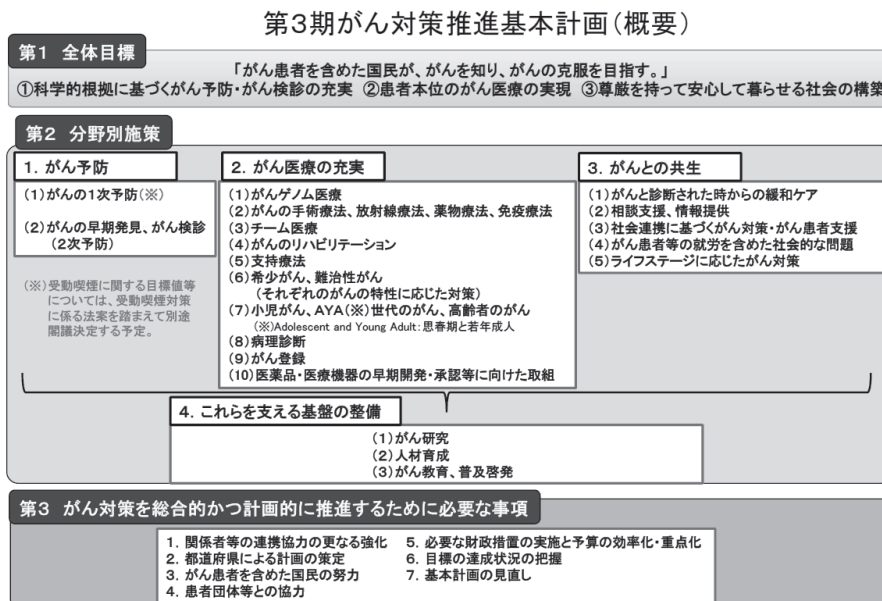 第3期がん対策推進基本計画(概要)
第1 全体目標
「がん患者を含めた国民が、がんを知り、がんの克服を目指す。」
①科学的根拠に基づくがん予防・がん検診の充実 ②患者本位のがん医療の実現 ③尊厳を持って安心して暮らせる社会の構築
第2 分野別施策
1. がん予防
(1)がんの1次予防(※)
(2)がんの早期発見、がん検診
(2次予防)
(※)受動喫煙に関する目標値等
については、受動喫煙対策
に係る法案を踏まえて別途
閣議決定する予定。
2. がん医療の充実
(1)がんゲノム医療
(2)がんの手術療法、放射線療法、薬物療法、免疫療法
(3)チーム医療
(4)がんのリハビリテーション
(5)支持療法
(6)希少がん、難治性がん
(それぞれのがんの特性に応じた対策)
(7)小児がん、AYA(※)世代のがん、高齢者のがん
(※)Adolescent and Young Adult:思春期と若年成人
(8)病理診断
(9)がん登録
(10)医薬品・医療機器の早期開発・承認等に向けた取組
3. がんとの共生
(1)がんと診断された時からの緩和ケア
(2)相談支援、情報提供
(3)社会連携に基づくがん対策・がん患者支援
(4)がん患者等の就労を含めた社会的な問題
(5)ライフステージに応じたがん対策
4. これらを支える基盤の整備
(1)がん研究
(2)人材育成
(3)がん教育、普及啓発
第3 がん対策を総合的かつ計画的に推進するために必要な事項
1. 関係者等の連携協力の更なる強化
2. 都道府県による計画の策定
3. がん患者を含めた国民の努力
4. 患者団体等との協力
5. 必要な財政措置の実施と予算の効率化・重点化
6. 目標の達成状況の把握
7. 基本計画の見直し